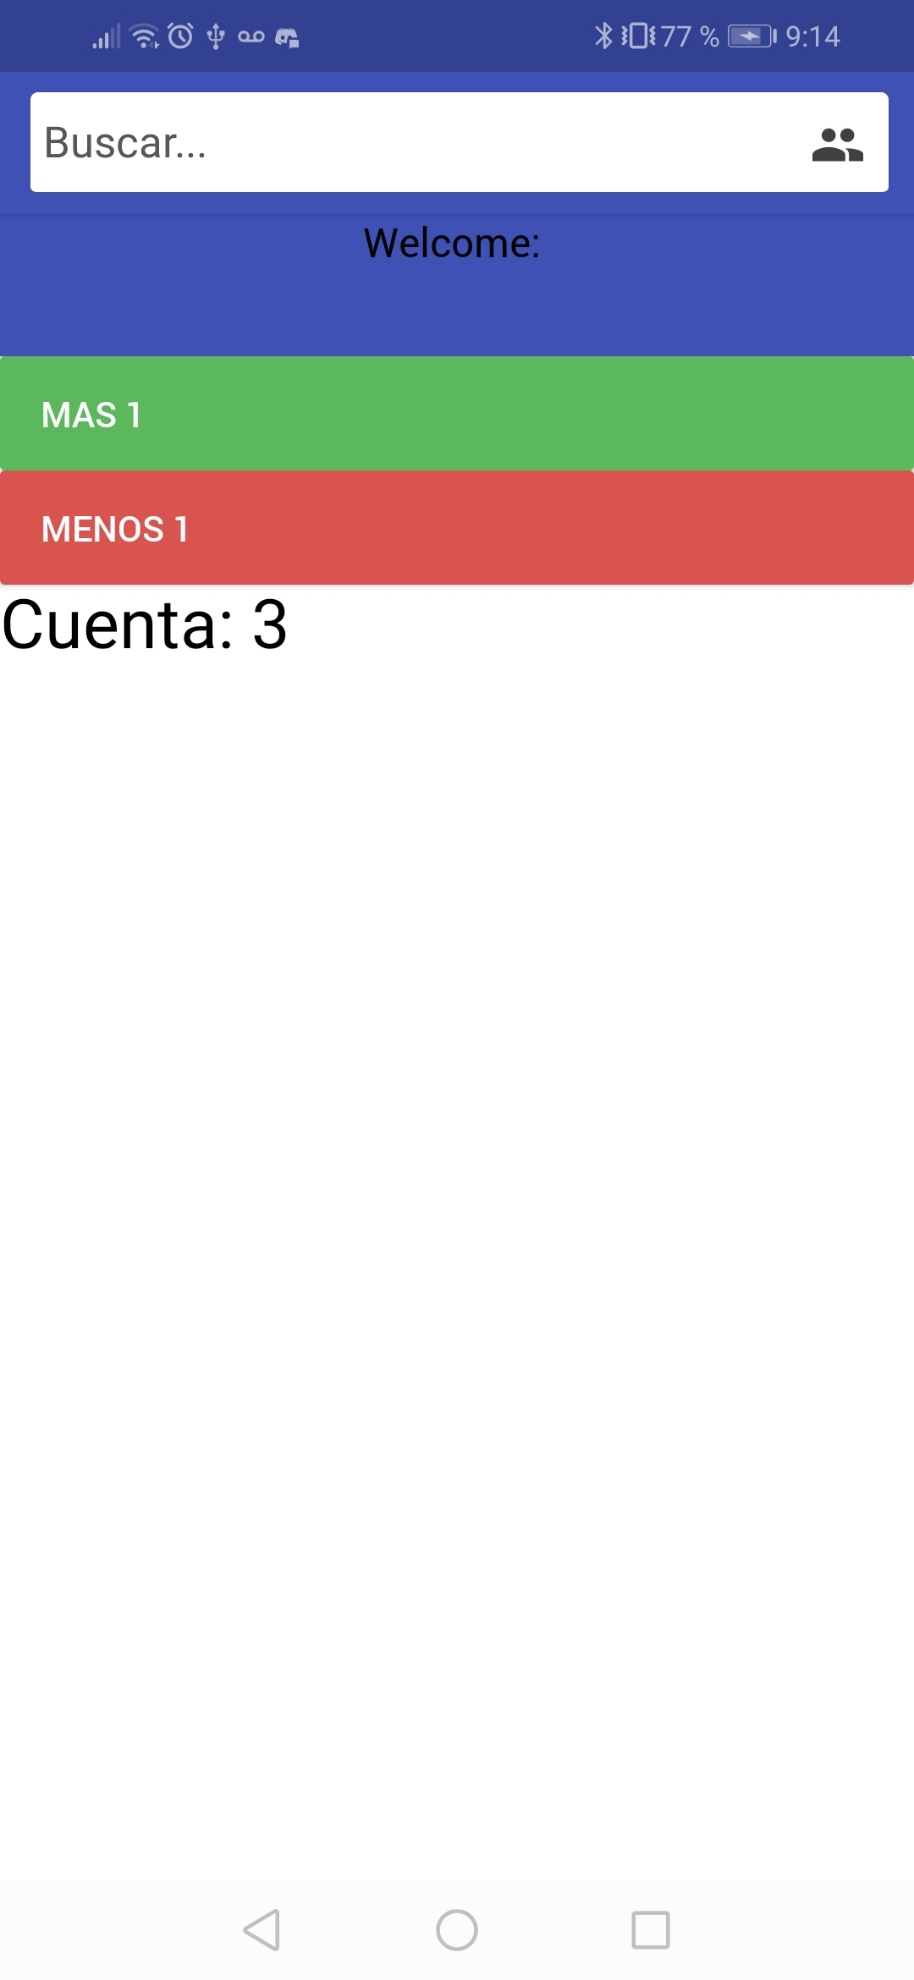 77 % 9:14
Buscar...
Welcome:
MAS 1
MENOS 1
Cuenta: 3